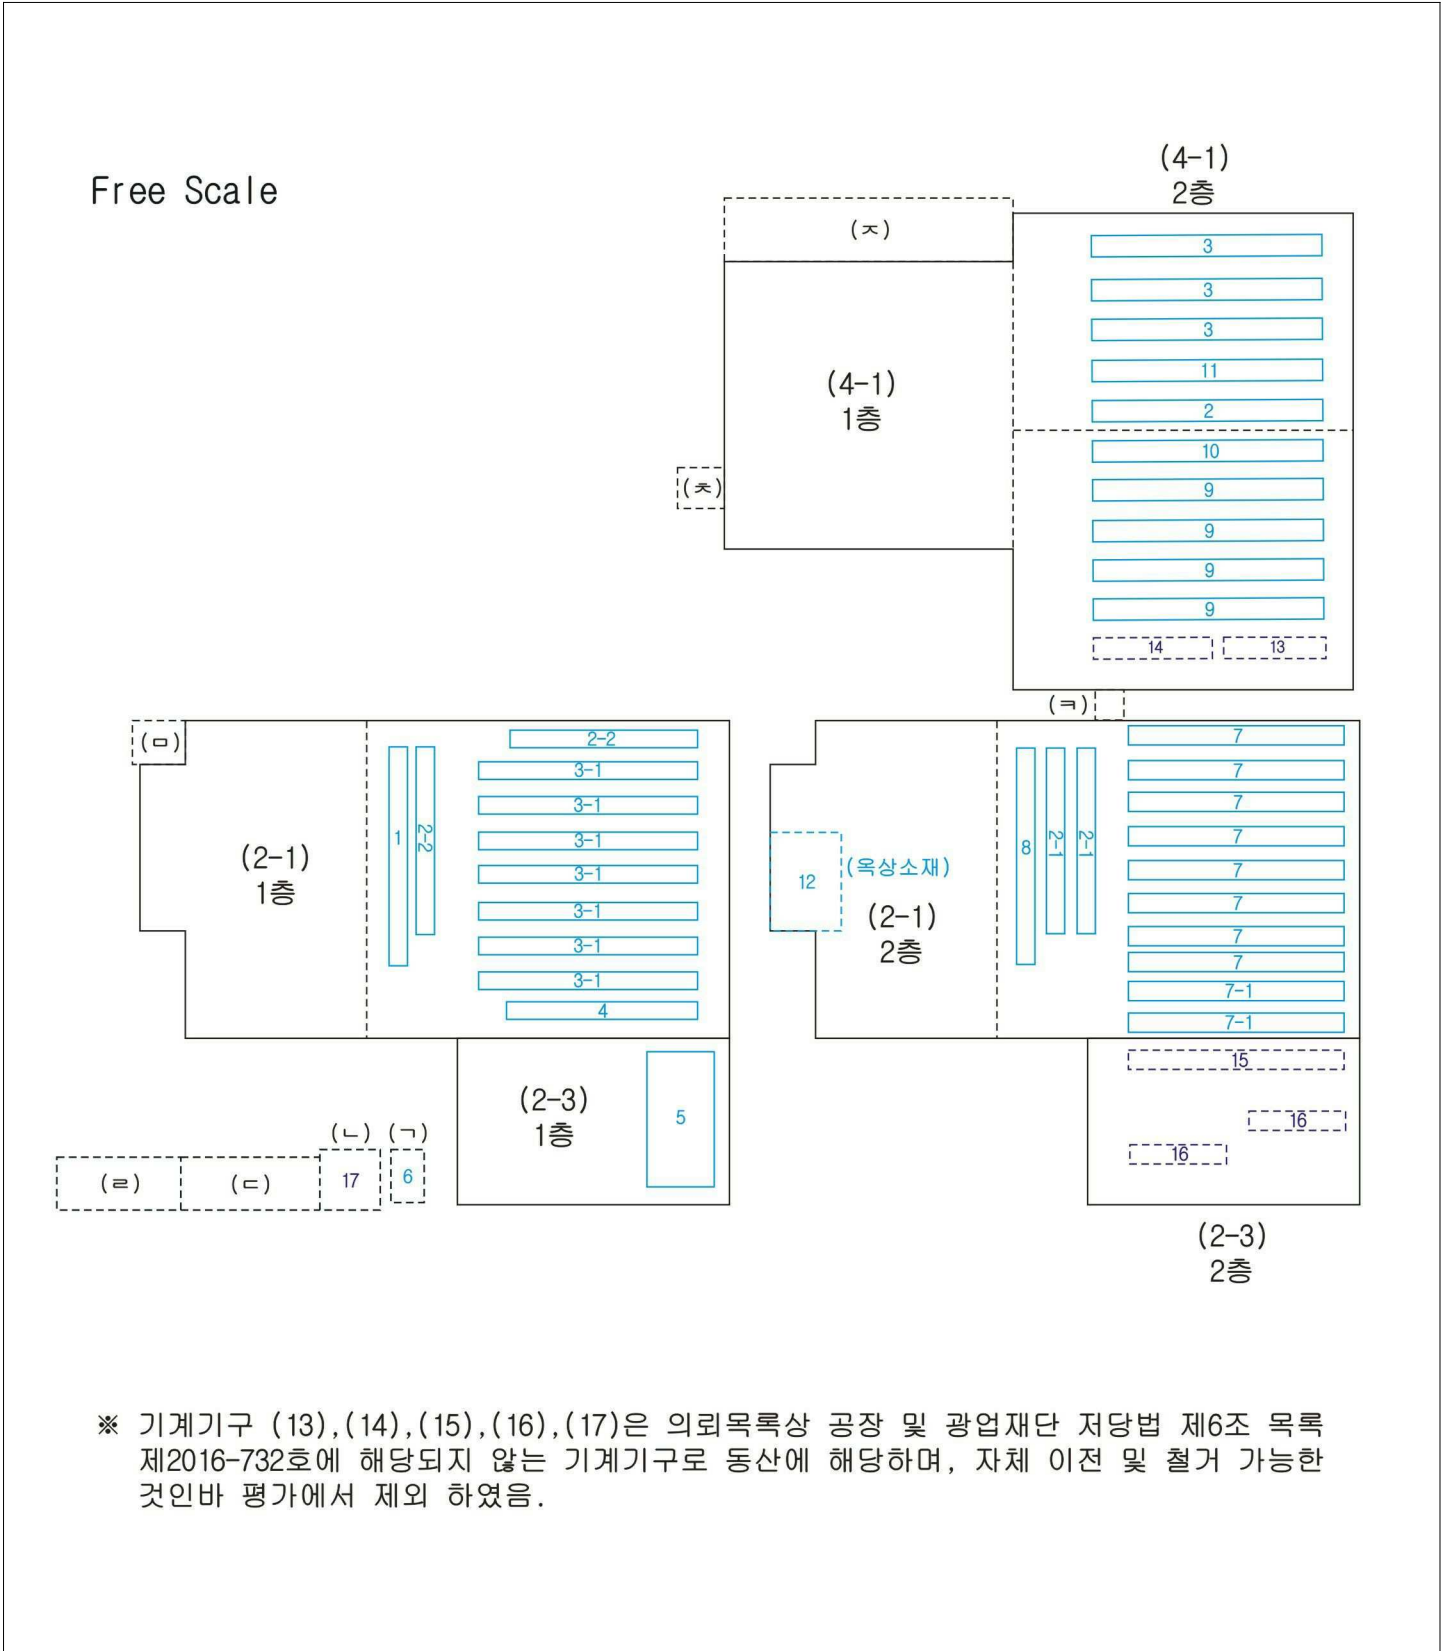 Free Scale
(4-1)
2층
(ㅈ)
3
3
3
11
2
10
9
9
9
9
14
13
(4-1)
1층
(ㅊ)
(ㅋ)
(ㅁ)
(2-1)
1층
1
2-2
2-2
3-1
3-1
3-1
3-1
3-1
3-1
3-1
4
12
(옥상소재)
(2-1)
2층
8
2-1
2-1
7
7
7
7
7
7
7
7
7-1
7-1
(2-3)
1층
5
(ㄴ)
(ㄱ)
(ㄹ)
(ㄷ)
17
6
15
16
16
(2-3)
2층
※ 기계기구 (13),(14),(15),(16),(17)은 의뢰목록상 공장 및 광업재단 저당법 제6조 목록
제2016-732호에 해당되지 않는 기계기구로 동산에 해당하며, 자체 이전 및 철거 가능한
것인바 평가에서 제외 하였음.